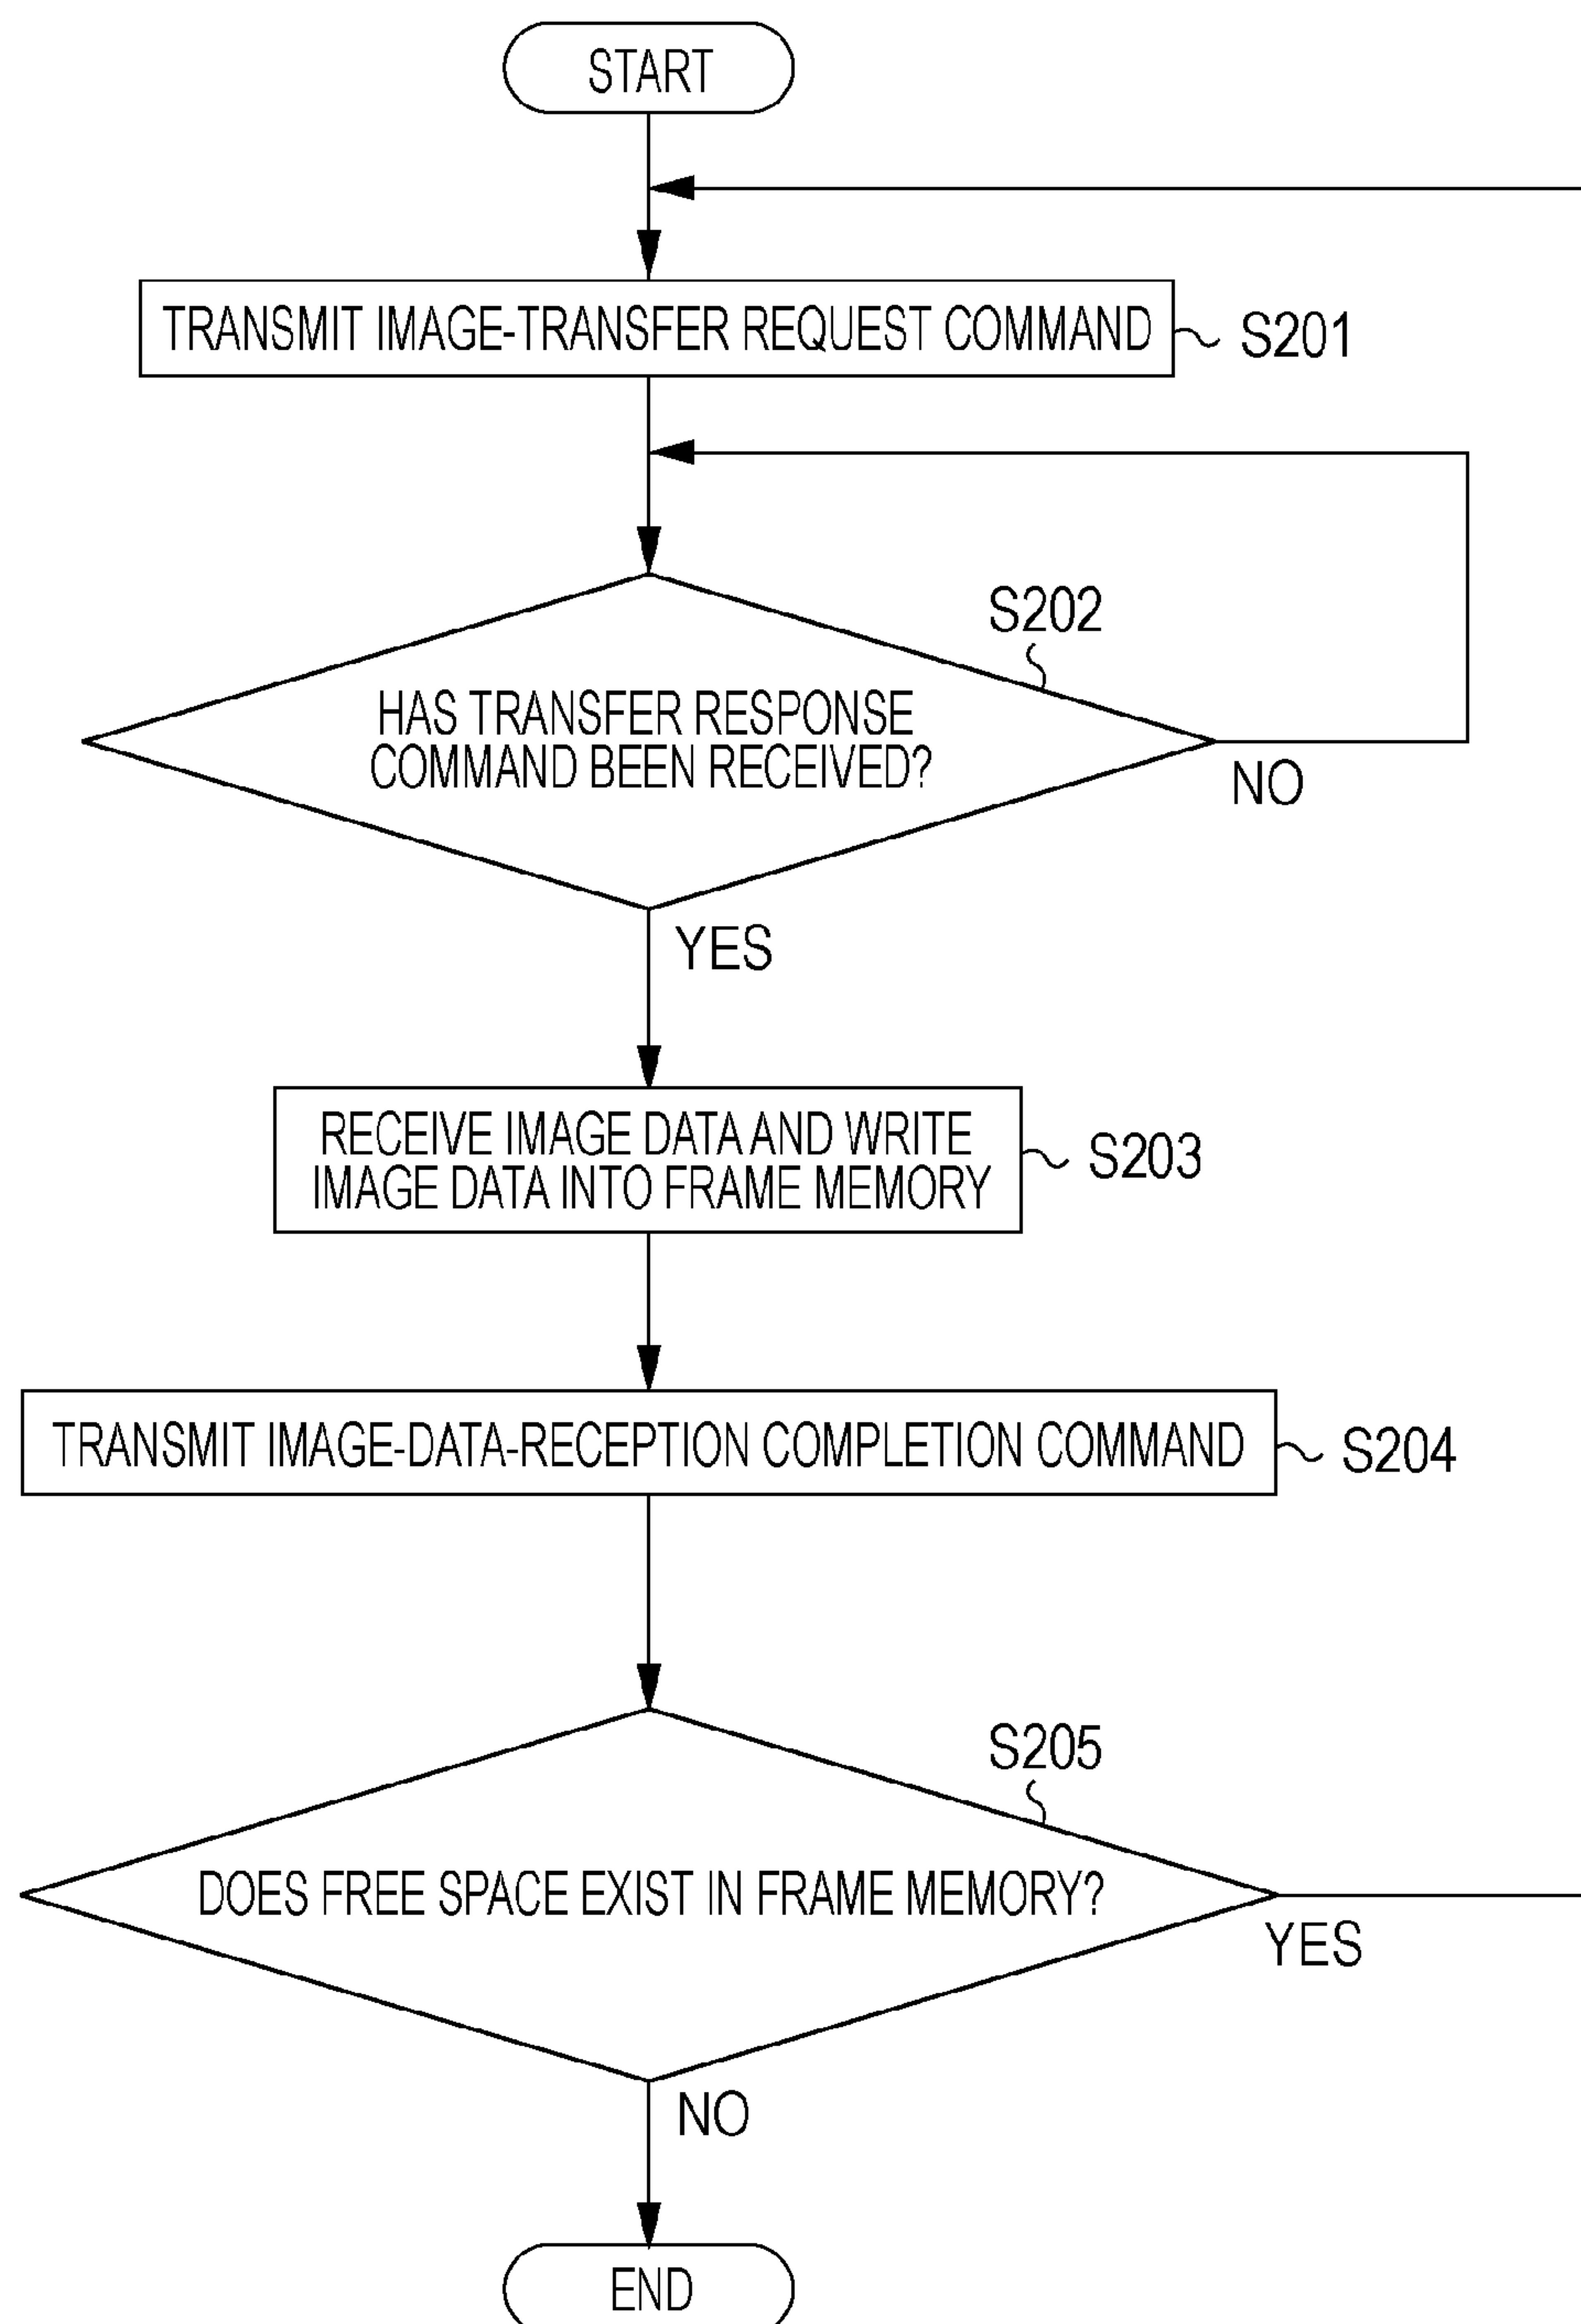 START
TRANSMIT IMAGE-TRANSFER REQUEST COMMAND
S201
S202
HAS TRANSFER RESPONSE
COMMAND BEEN RECEIVED?
NO
YES
RECEIVE IMAGE DATA AND WRITE
IMAGE DATA INTO FRAME MEMORY
S203
TRANSMIT IMAGE-DATA-RECEPTION COMPLETION COMMAND
S204
S205
DOES FREE SPACE EXIST IN FRAME MEMORY?
YES
NO
END